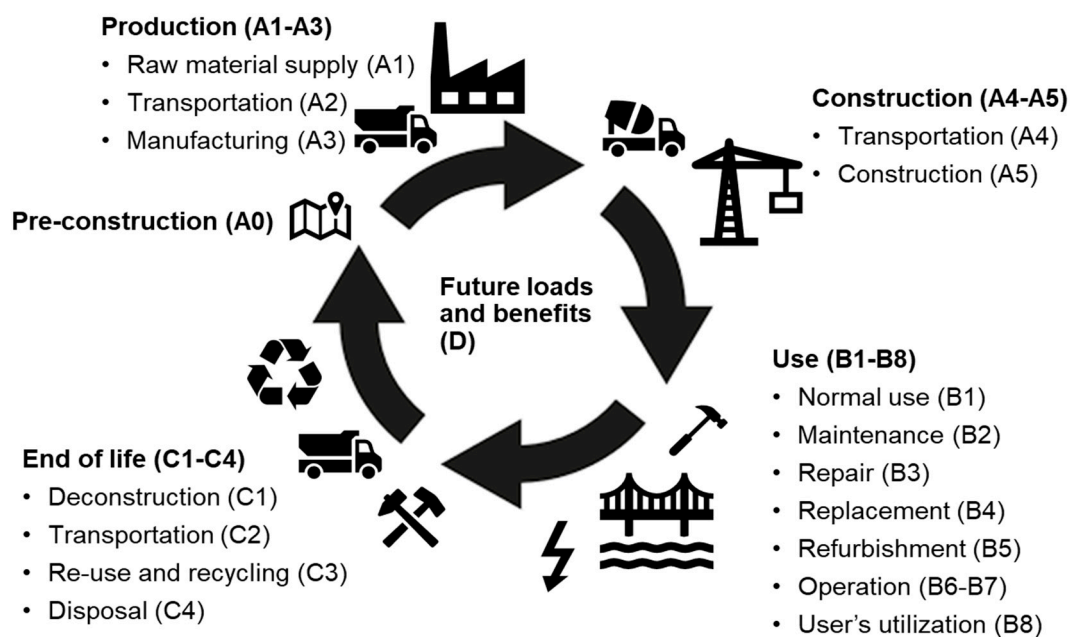 Production (A1-A3)
• Raw material supply (A1)
• Transportation (A2)
• Manufacturing (A3)
Construction (A4-A5)
• Transportation (A4)
• Construction (A5)
Pre-construction (A0)
Future loads
and benefits
(D)
Use (B1-B8)
• Normal use (B1)
• Maintenance (B2)
• Repair (B3)
• Replacement (B4)
• Refurbishment (B5)
• Operation (B6-B7)
• User's utilization (B8)
End of life (C1-C4)
• Deconstruction (C1)
• Transportation (C2)
• Re-use and recycling (C3)
• Disposal (C4)